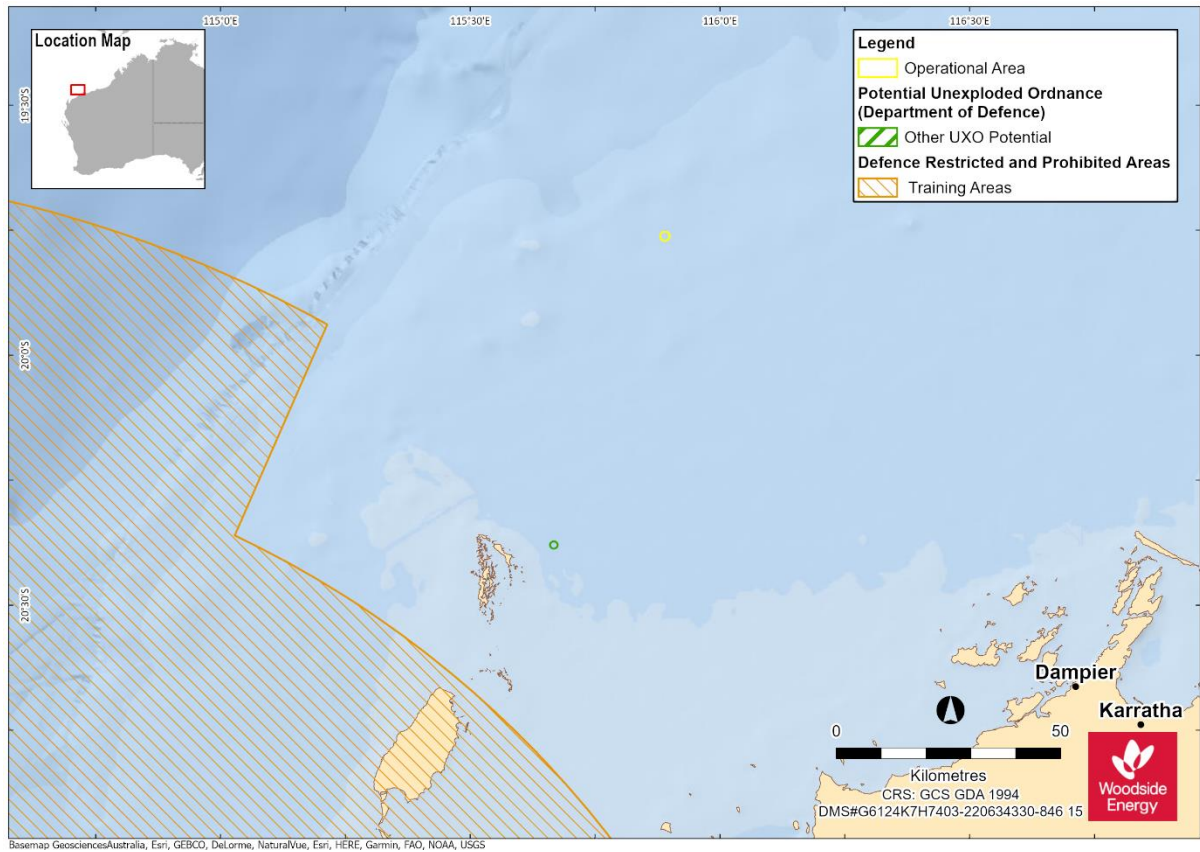 115°0'E
115°30'E
116°0'E
116°30'E
Location Map
19°30'S
20°0'S
20°30'S
Legend
Operational Area
Potential Unexploded Ordnance
(Department of Defence)
Other UXO Potential
Defence Restricted and Prohibited Areas
Training Areas
Dampier
Karratha
0
50
Kilometres
CRS: GCS GDA 1994
DMS#G6124K7H7403-220634330-846 15
Woodside
Energy
Basemap GeosciencesAustralia, Esri, GEBCO, DeLorme, NaturalVue, Esri, HERE, Garmin, FAO, NOAA, USGS